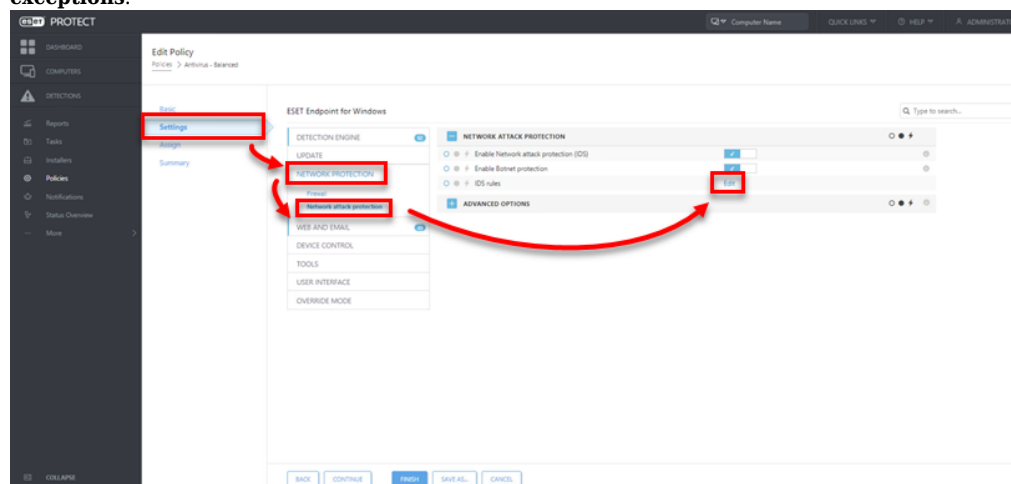 exceptions.
eset PROTECT
Computer Name
QUICK LINKS
HELP
ADMINISTRAT
DASHBOARD
COMPUTERS
DETECTIONS
Reports
Tasks
Installers
Policies
Notifications
Status Overview
More
COLLAPSE
Edit Policy
Policies > Antivirus - Balanced
Basic
Settings
Assign
Summary
ESET Endpoint for Windows
Type to search...
DETECTION ENGINE
UPDATE
NETWORK PROTECTION
Firewall
Network attack protection
WEB AND EMAIL
DEVICE CONTROL
TOOLS
USER INTERFACE
OVERRIDE MODE
NETWORK ATTACK PROTECTION
Enable Network attack protection (IDS)
Enable Botnet protection
IDS rules
Edit
ADVANCED OPTIONS
BACK
CONTINUE
FINISH
SAVE AS...
CANCEL